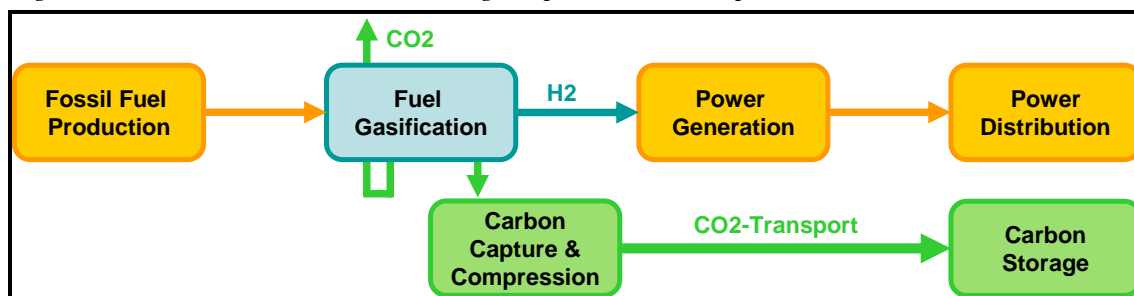 CO2
Fossil Fuel
Production
Fuel
Gasification
H2
Power
Generation
Power
Distribution
Carbon
Capture &
Compression
CO2-Transport
Carbon
Storage